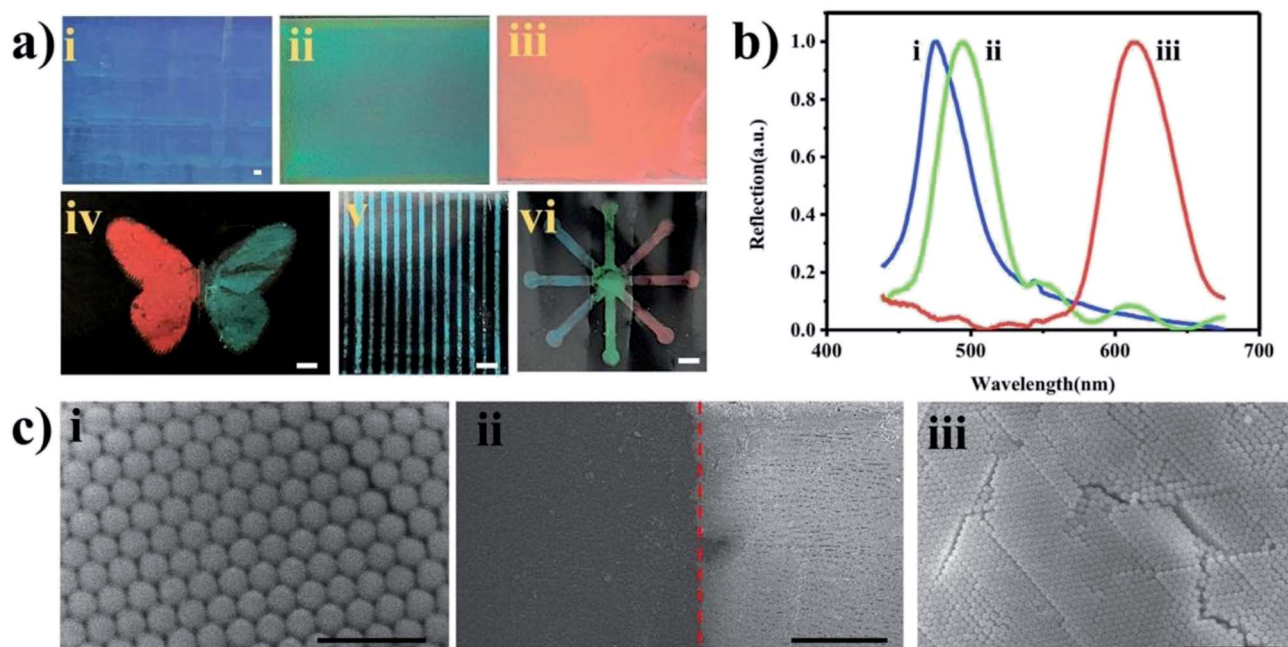 a)
i
ii
iii
iv
v
vi
b)
i
ii
iii
Reflection(a.u.)
1.0
0.8
0.6
0.4
0.2
0.0
400
500
600
700
Wavelength(nm)
c)
i
ii
iii